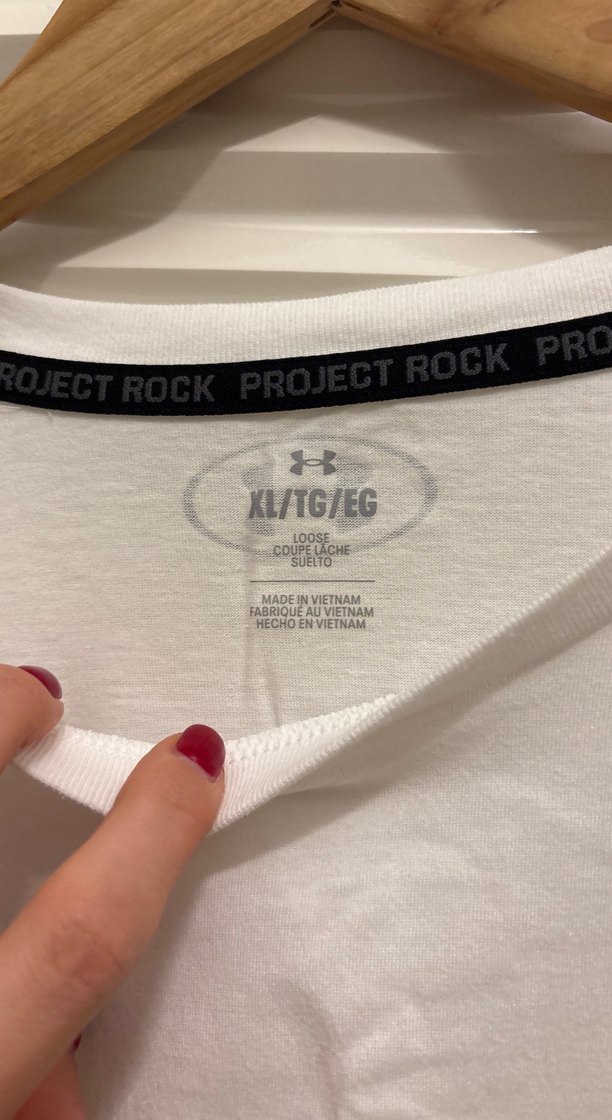 ROJECT ROCK PROJECT ROCK PRO
XL/TG/EG
LOOSE
COUPE LÂCHE
SUELTO
MADE IN VIETNAM
FABRIQUÉ AU VIETNAM
HECHO EN VIETNAM